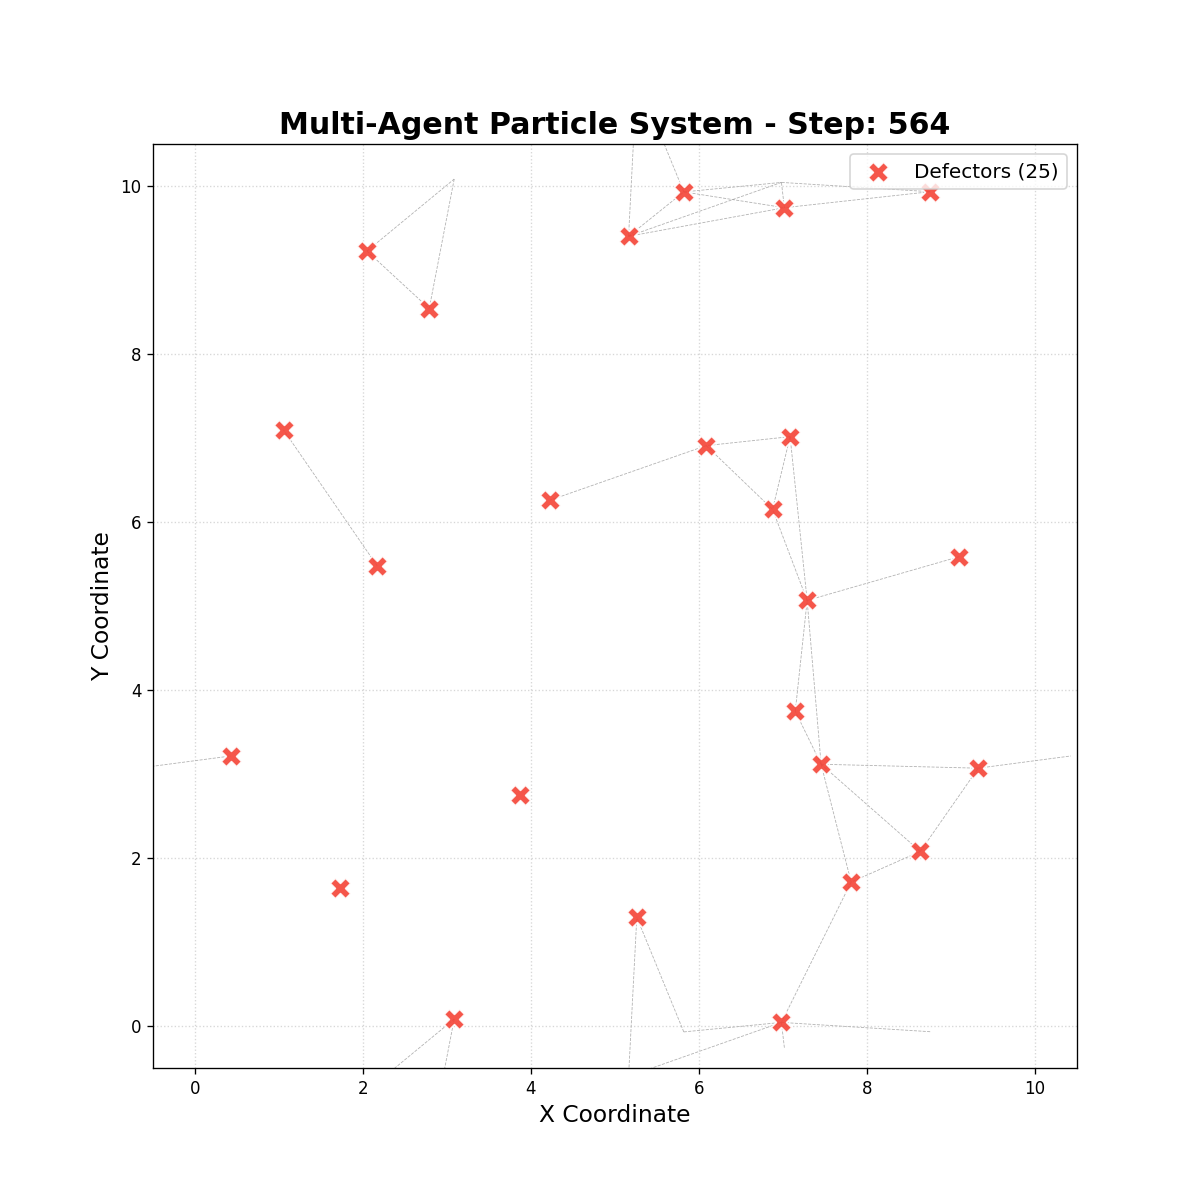 Multi-Agent Particle System - Step: 564
Defectors (25)
10
8
6
4
2
0
Y Coordinate
0 2 4 6 8 10
X Coordinate